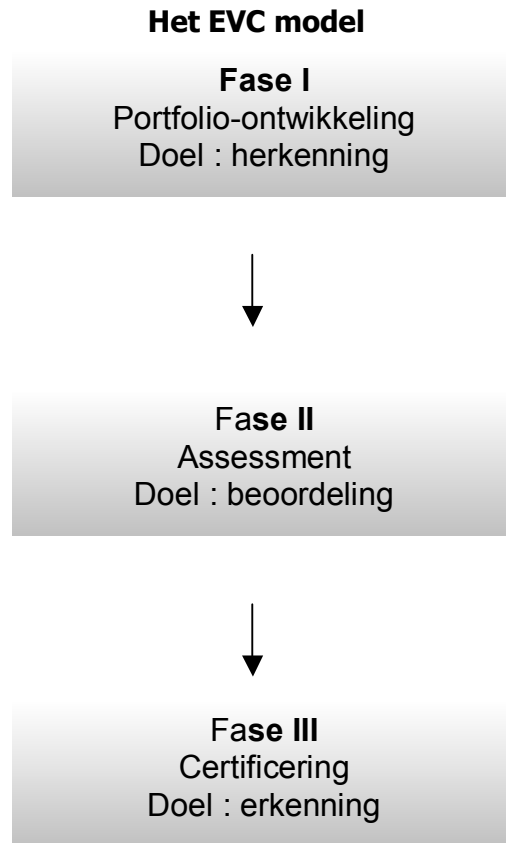 Het EVC model
Fase I
Portfolio-ontwikkeling
Doel : herkenning
Fase II
Assessment
Doel : beoordeling
Fase III
Certificering
Doel : erkenning